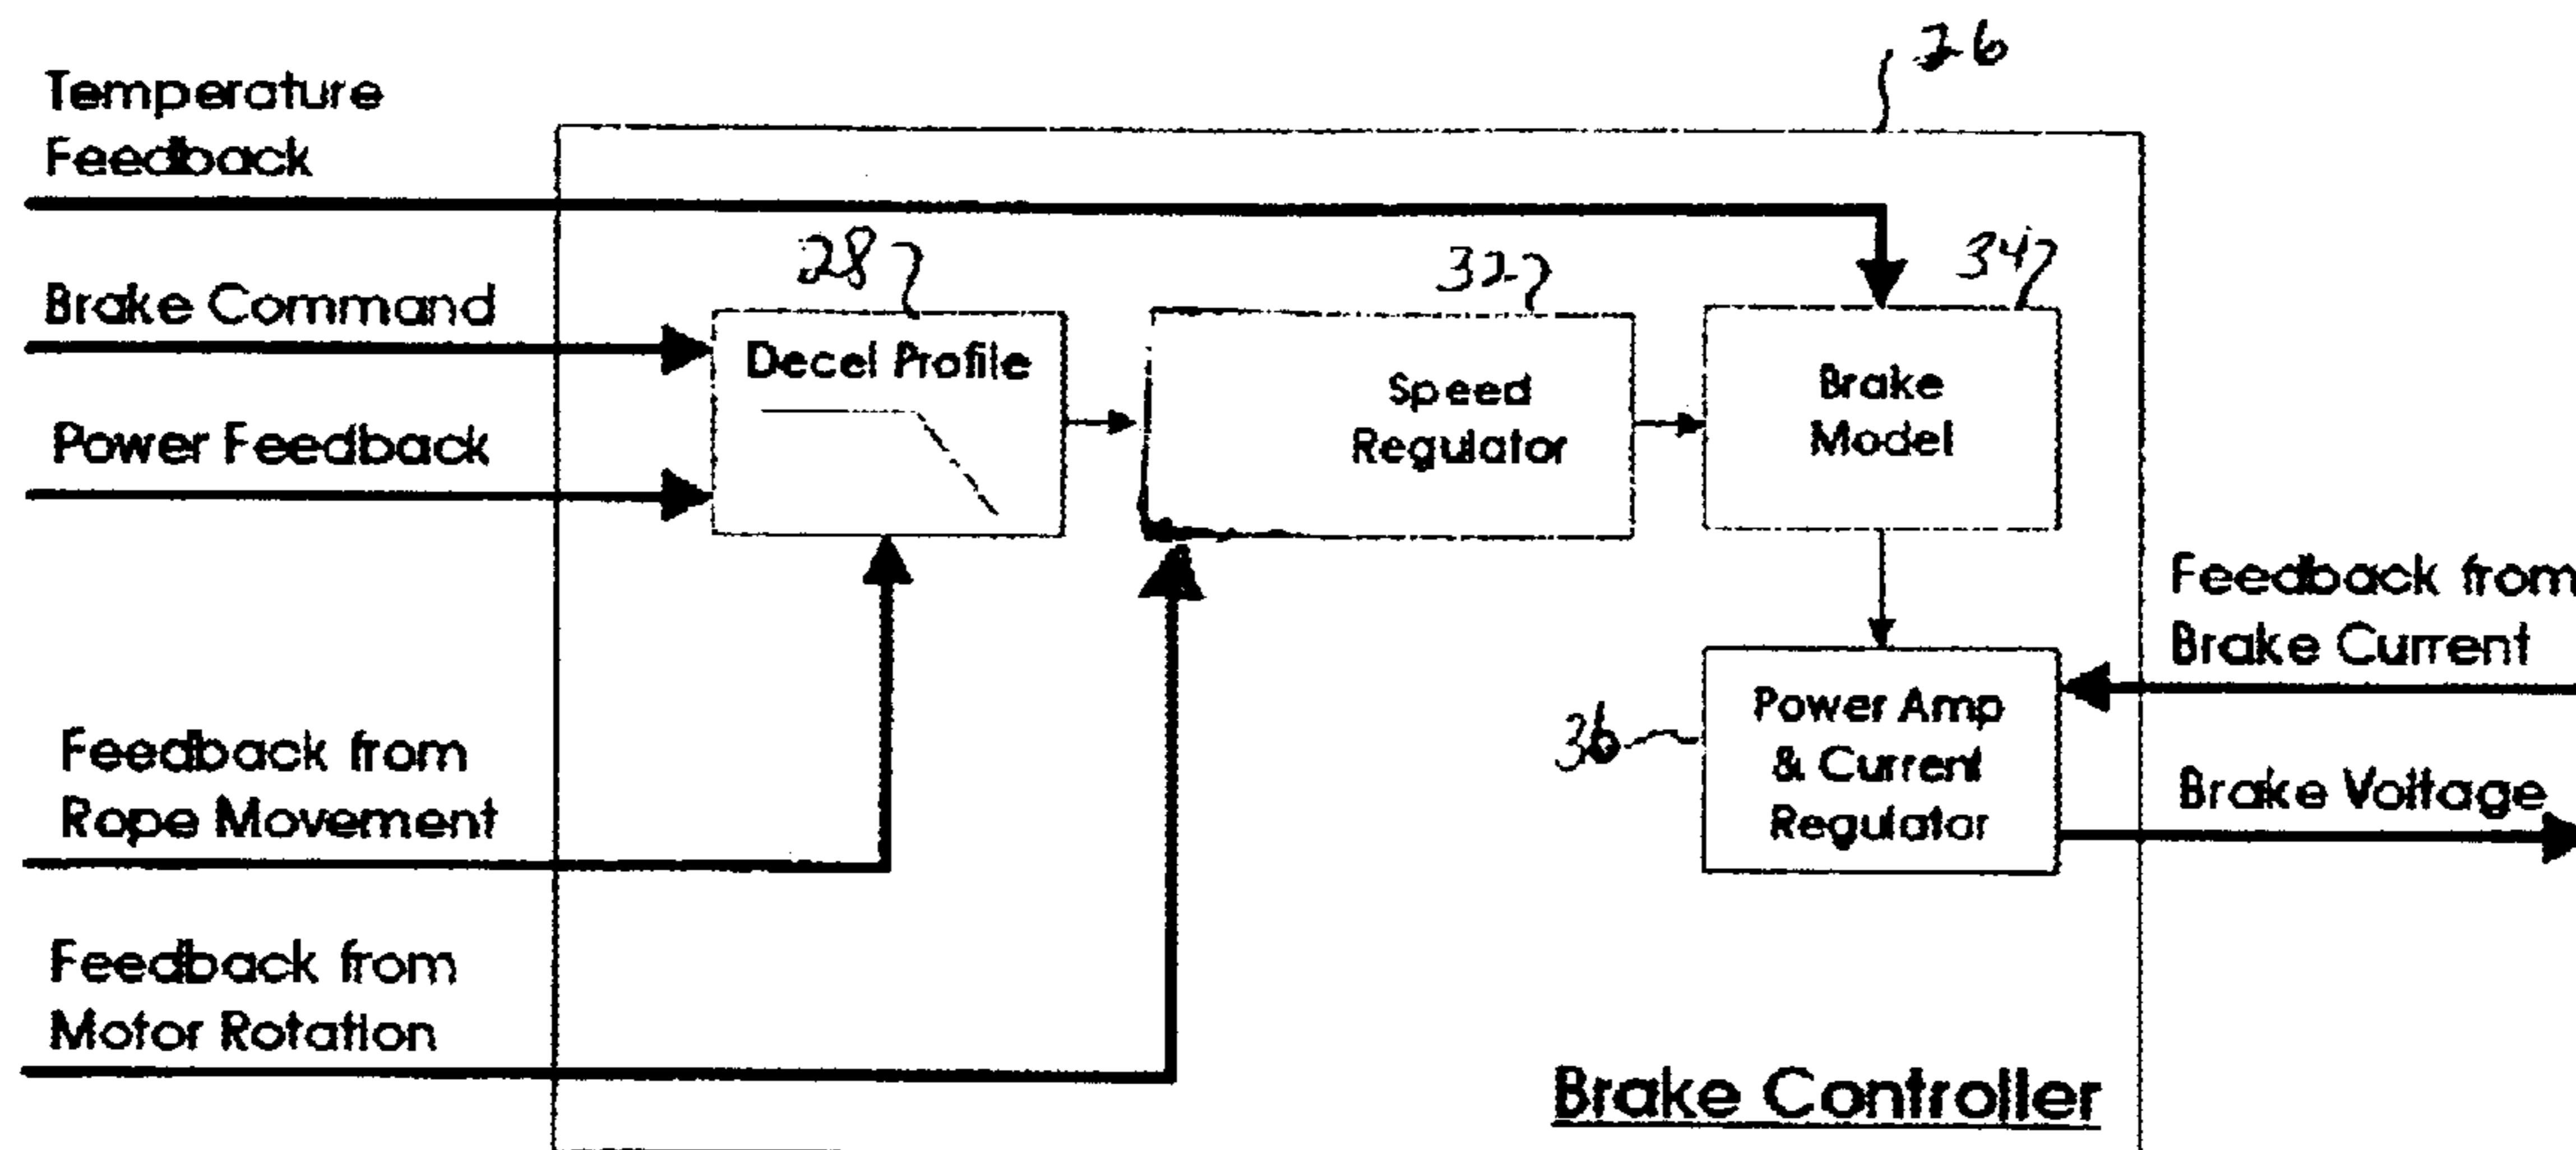 26
Temperature
Feedback
28
32
34
Brake Command
Decel Profile
Speed
Regulator
Brake
Model
Power Feedback
Feedback from
Brake Current
Power Amp
& Current
Regulator
36
Brake Voltage
Feedback from
Rope Movement
Feedback from
Motor Rotation
Brake Controller